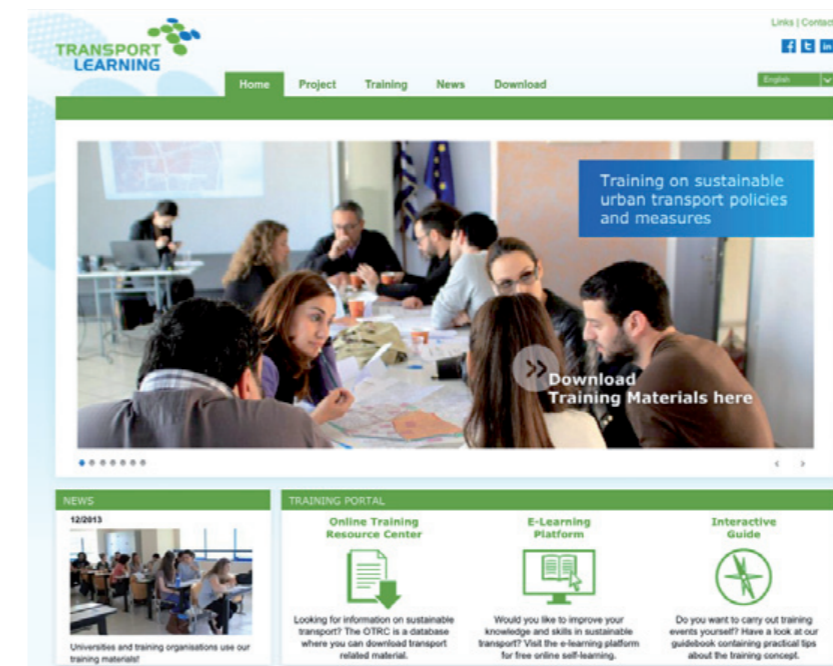 Links | Contact
TRANSPORT
LEARNING
Home Project Training News Download
English
Training on sustainable
urban transport policies
and measures
Download
Training Materials here
NEWS
12/2013
Universities and training organisations use our
training materials!
TRAINING PORTAL
Online Training
Resource Center
Looking for information on sustainable
transport? The OTRC is a database
where you can download transport
related material.
E-Learning
Platform
Would you like to improve your
knowledge and skills in sustainable
transport? Visit the e-learning platform
for free online self-learning.
Interactive
Guide
Do you want to carry out training
events yourself? Have a look at our
guidebook containing practical tips
about the training concept.